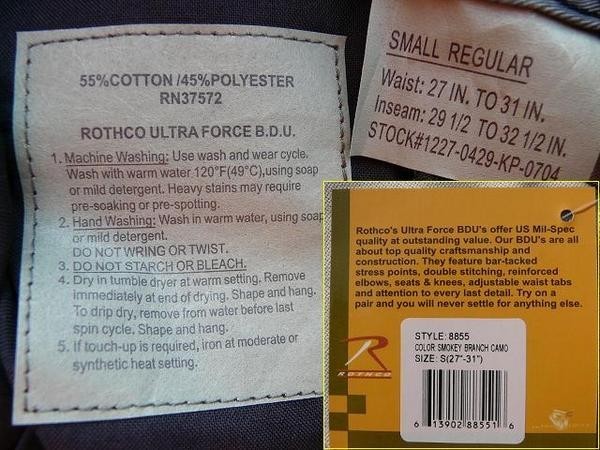 55%COTTON /45%POLYESTER
RN37572
ROTHCO ULTRA FORCE B.D.U.
1. Machine Washing: Use wash and wear cycle.
Wash with warm water 120°F(49°C),using soap
or mild detergent. Heavy stains may require
pre-soaking or pre-spotting.
2. Hand Washing: Wash in warm water, using soap
or mild detergent.
DO NOT WRING OR TWIST.
3. DO NOT STARCH OR BLEACH.
4. Dry in tumble dryer at warm setting. Remove
immediately at end of drying. Shape and hang.
To drip dry, remove from water before last
spin cycle. Shape and hang.
5. If touch-up is required, iron at moderate or
synthetic heat setting.
SMALL REGULAR
Waist: 27 IN. TO 31 IN.
Inseam: 29 1/2 TO 32 1/2 IN.
STOCK#1227-0429-KP-0704
Rothco's Ultra Force BDU's offer US Mil-Spec
quality at outstanding value. Our BDU's are all
about top quality craftsmanship and
construction. They feature bar-tacked
stress points, double stitching, reinforced
elbows, seats & knees, adjustable waist tabs
and attention to every last detail. Try on a
pair and you will never settle for anything else.
R
ROTHCO
STYLE: 8855
COLOR: SMOKEY BRANCH CAMO
SIZE: S(27"-31")
6 13902 88551 6